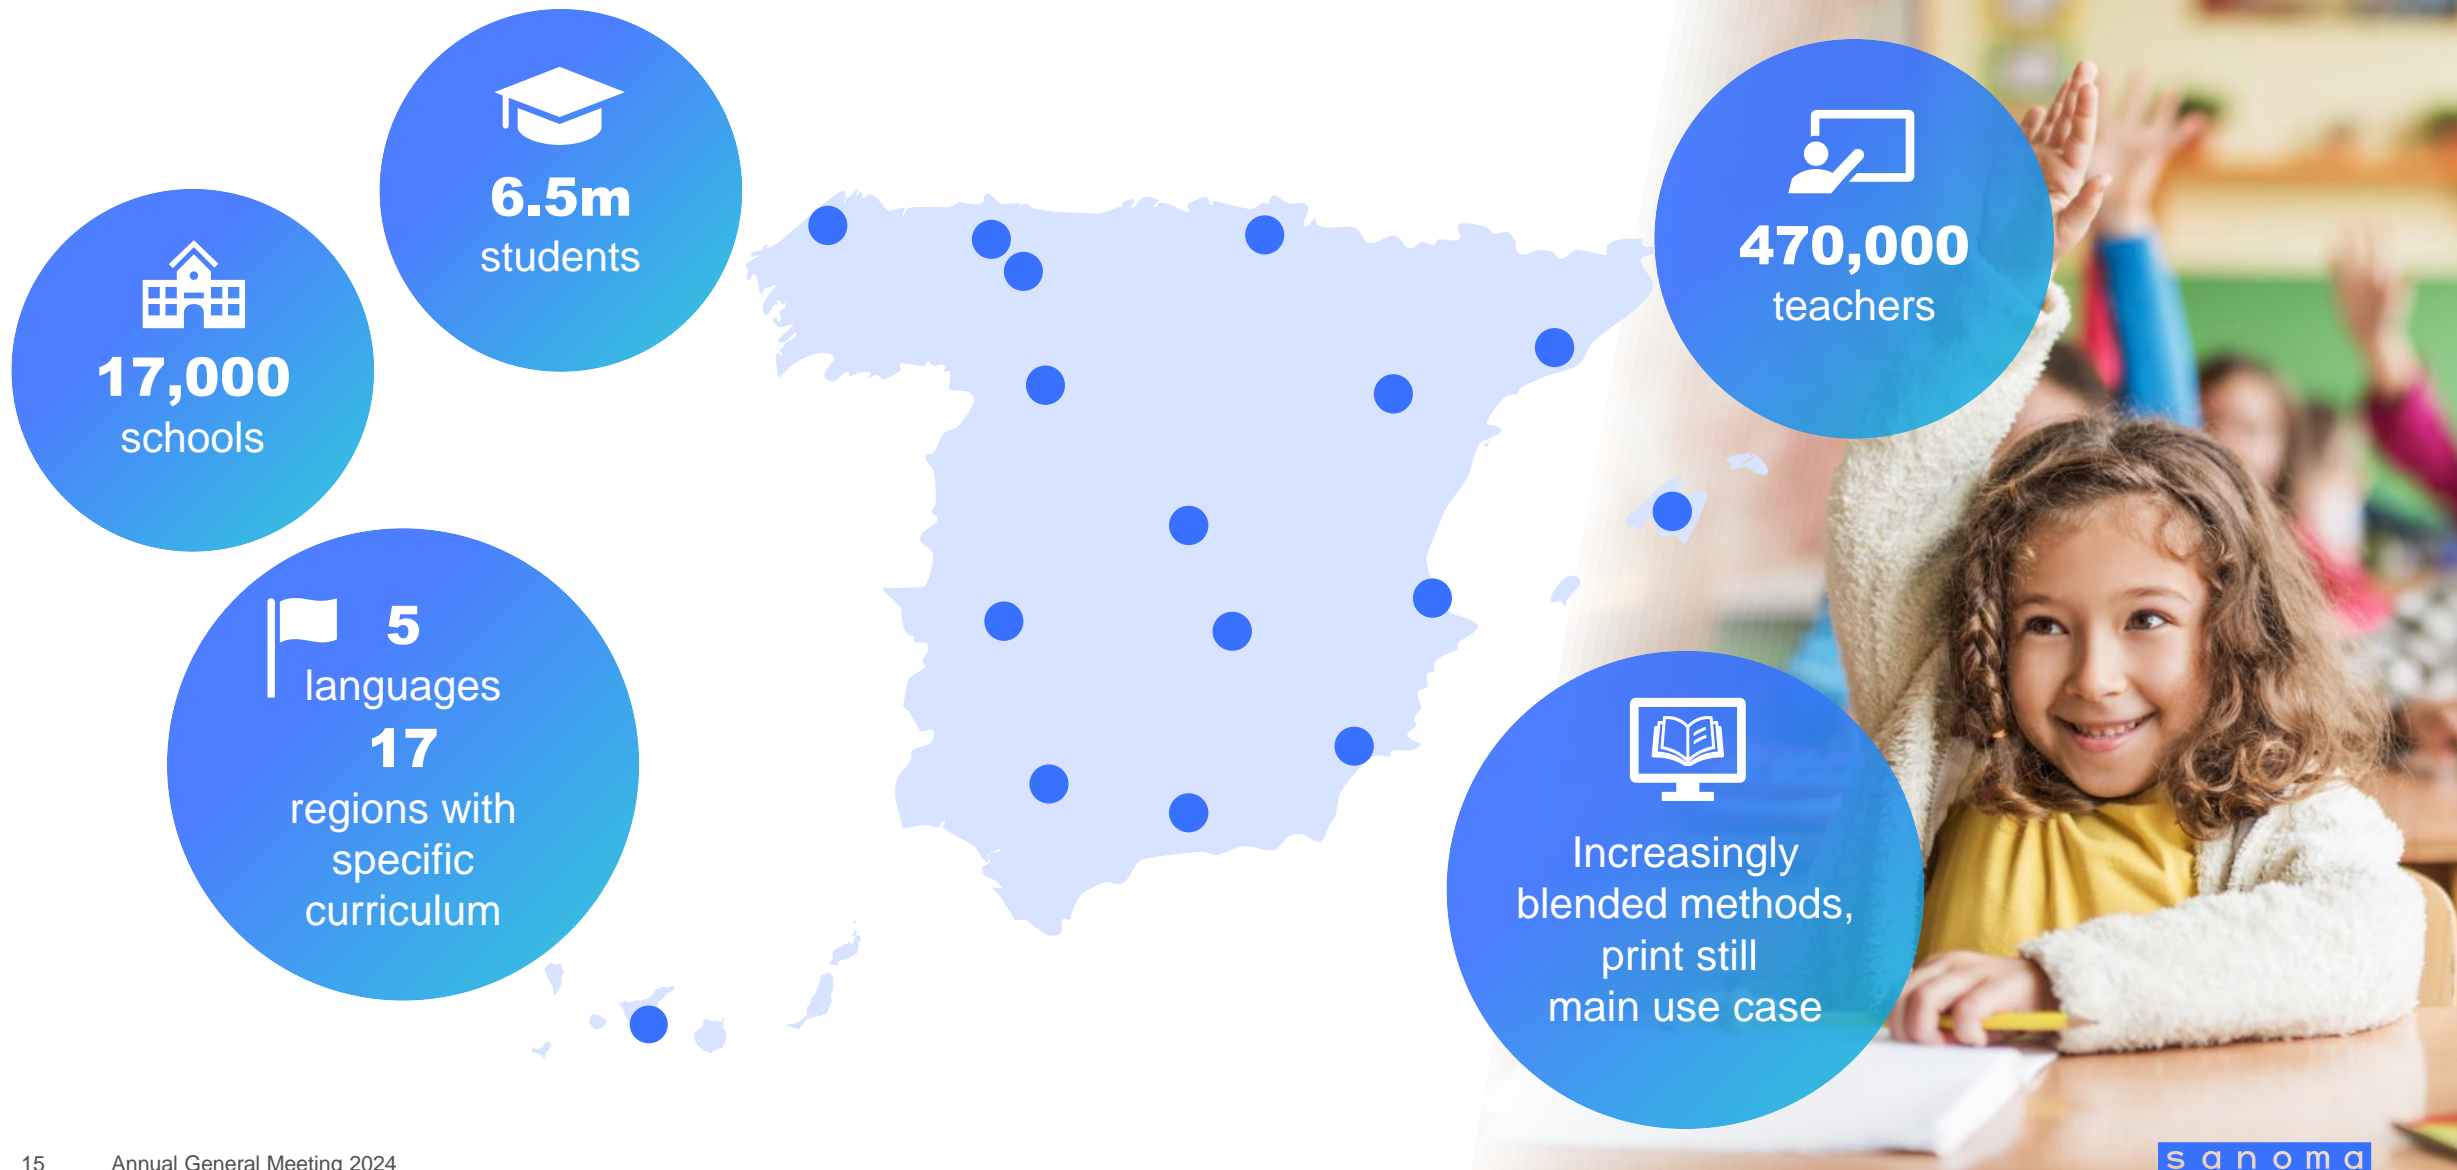 6.5m
students
17,000
schools
470,000
teachers
5
languages
17
regions with
specific
curriculum
Increasingly
blended methods,
print still
main use case
15
Annual General Meeting 2024
sanoma